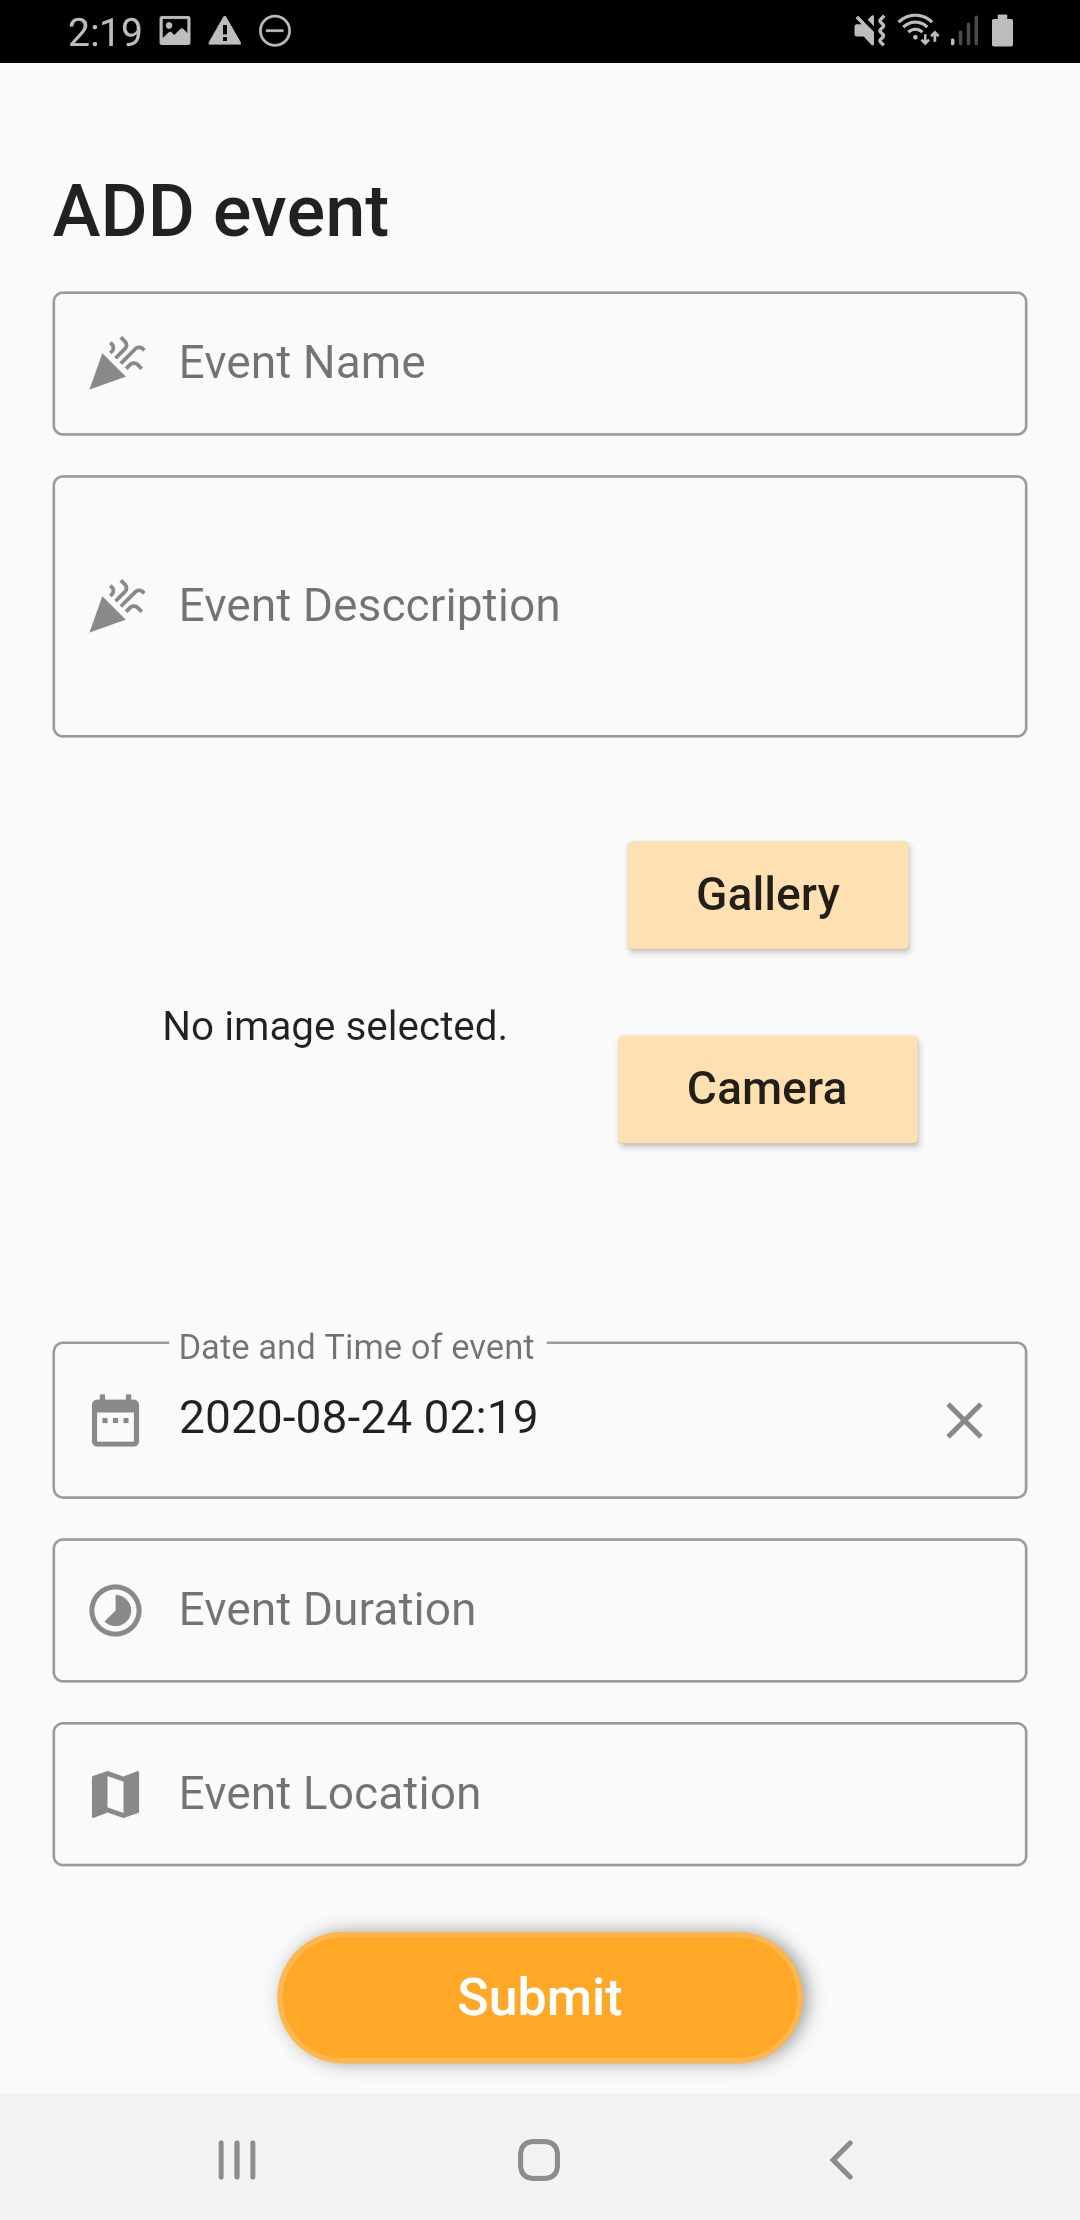 2:19
ADD event
Event Name
Event Desccription
Gallery
No image selected.
Camera
Date and Time of event
2020-08-24 02:19
Event Duration
Event Location
Submit